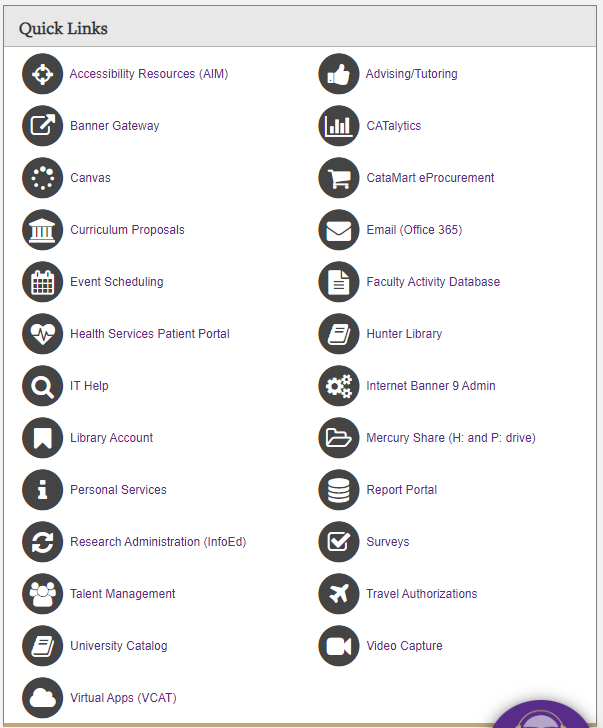 Quick Links
Accessibility Resources (AIM)
Advising/Tutoring
Banner Gateway
CATalytics
Canvas
CataMart eProcurement
Curriculum Proposals
Email (Office 365)
Event Scheduling
Faculty Activity Database
Health Services Patient Portal
Hunter Library
IT Help
Internet Banner 9 Admin
Library Account
Mercury Share (H: and P: drive)
Personal Services
Report Portal
Research Administration (InfoEd)
Surveys
Talent Management
Travel Authorizations
University Catalog
Video Capture
Virtual Apps (VCAT)